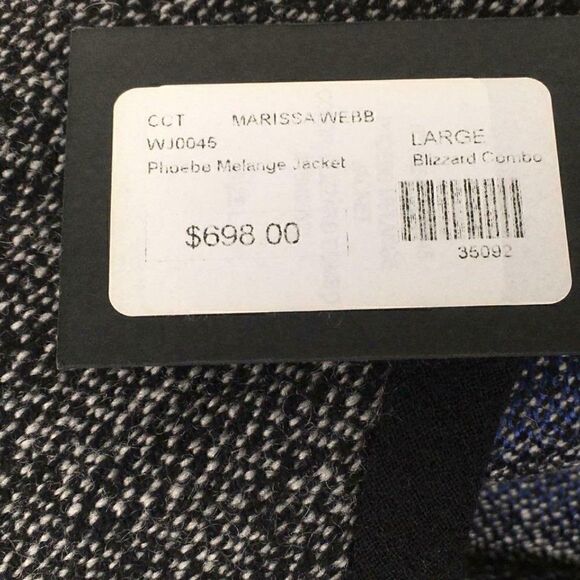 CCT MARISSA WEBB
WJ0045 LARGE
Phoebe Melange Jacket Blizzard Combo
$698.00
35092